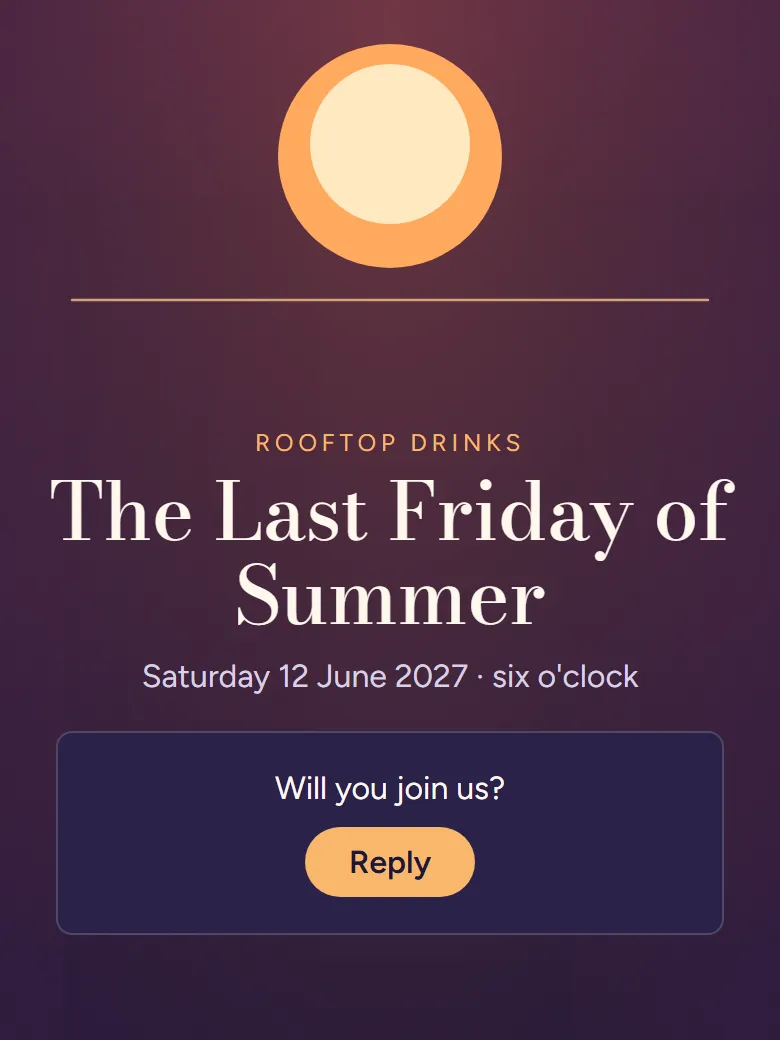 ROOFTOP DRINKS
The Last Friday of
Summer
Saturday 12 June 2027 · six o'clock
Will you join us?
Reply